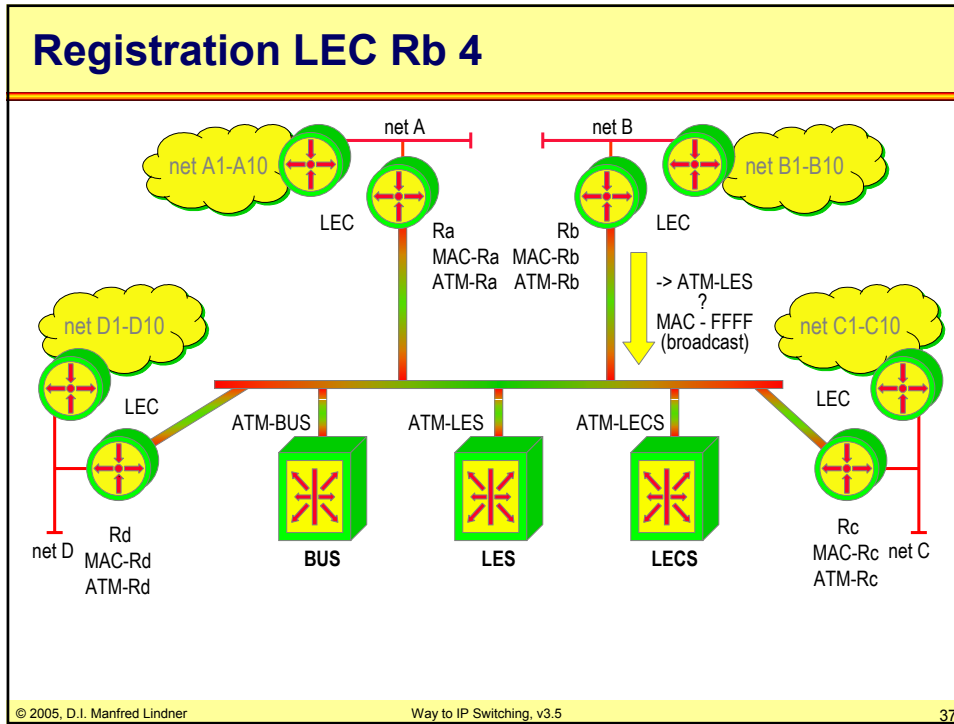 Registration LEC Rb 4
net A
net B
net A1-A10
net B1-B10
LEC
Ra
MAC-Ra
ATM-Ra
Rb
MAC-Rb
ATM-Rb
LEC
-> ATM-LES
?
MAC - FFFF
(broadcast)
net D1-D10
net C1-C10
LEC
ATM-BUS
ATM-LES
ATM-LECS
LEC
net D
Rd
MAC-Rd
ATM-Rd
BUS
LES
LECS
Rc
MAC-Rc
ATM-Rc
net C
© 2005, D.I. Manfred Lindner
Way to IP Switching, v3.5
37